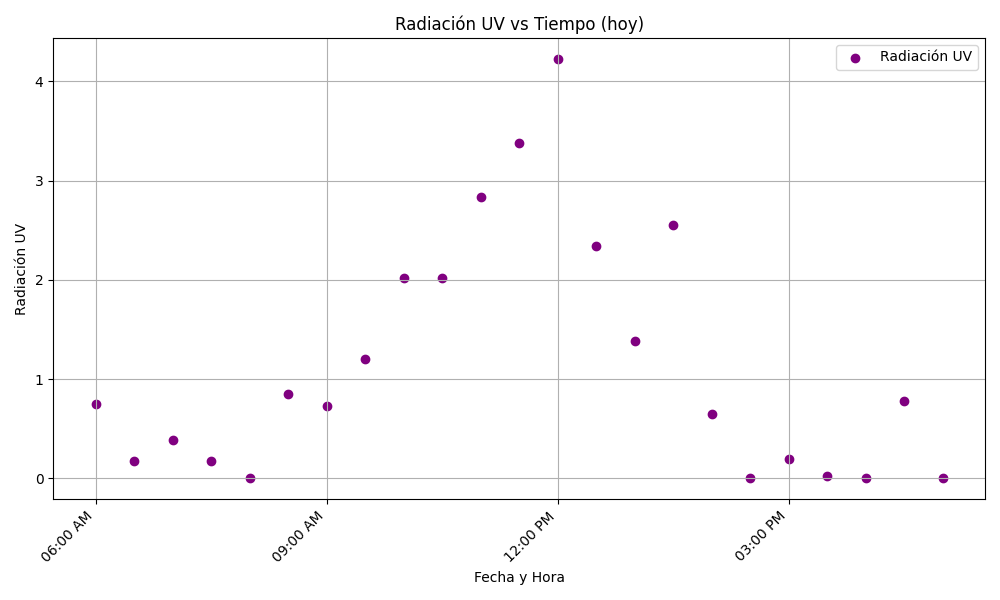 Radiación UV vs Tiempo (hoy)
Radiación UV
4
3
2
1
0
Radiación UV
06:00 AM
09:00 AM
12:00 PM
03:00 PM
Fecha y Hora